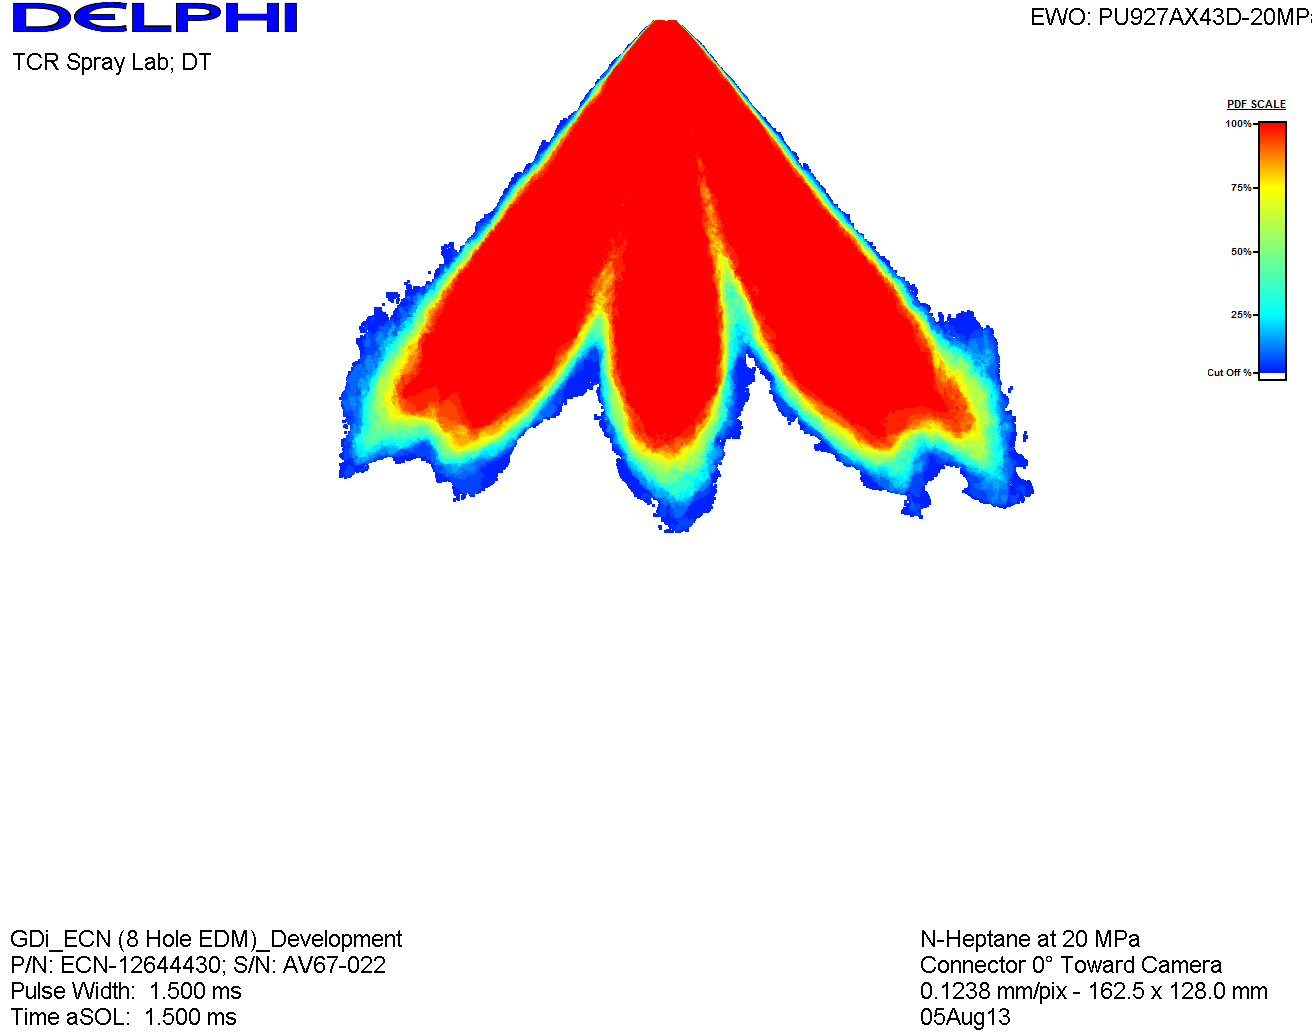 DELPHI
EWO: PU927AX43D-20MPa
TCR Spray Lab; DT
PDF SCALE
100%
75%
50%
25%
Cut Off %
GDi_ECN (8 Hole EDM)_Development
P/N: ECN-12644430; S/N: AV67-022
Pulse Width: 1.500 ms
Time aSOL: 1.500 ms
N-Heptane at 20 MPa
Connector 0° Toward Camera
0.1238 mm/pix - 162.5 x 128.0 mm
05Aug13